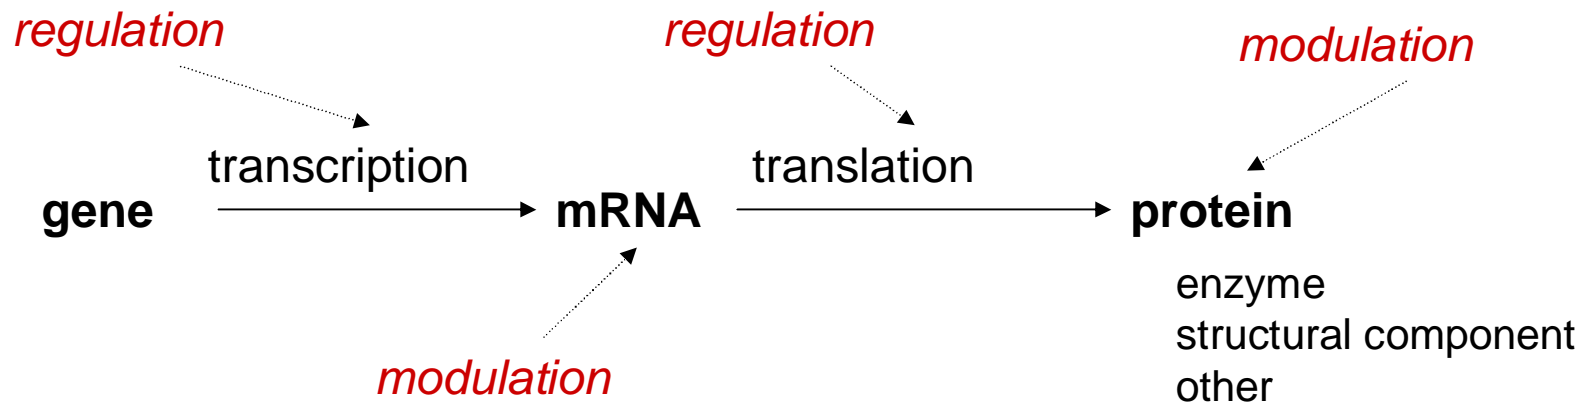 regulation
regulation
modulation
transcription
translation
gene
mRNA
protein
enzyme
structural component
other
modulation